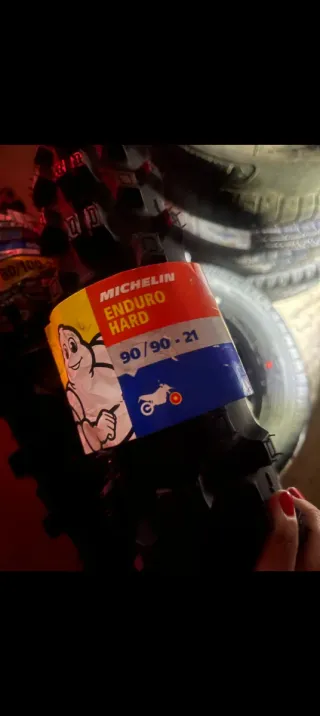 MICHELIN
ENDURO
HARD
90/90-21